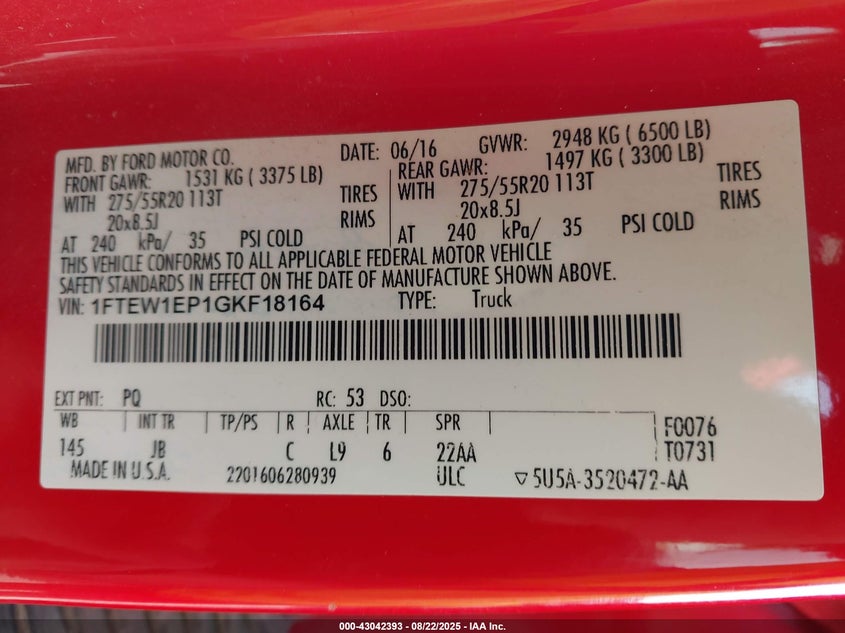 MFD. BY FORD MOTOR CO. DATE: 06/16 GVWR: 2948 KG ( 6500 LB)
FRONT GAWR: 1531 KG ( 3375 LB) REAR GAWR: 1497 KG ( 3300 LB)
WITH 275/55R20 113T TIRES WITH 275/55R20 113T TIRES
20x8.5J RIMS 20x8.5J RIMS
AT 240 kPa/ 35 PSI COLD AT 240 kPa/ 35 PSI COLD
THIS VEHICLE CONFORMS TO ALL APPLICABLE FEDERAL MOTOR VEHICLE
SAFETY STANDARDS IN EFFECT ON THE DATE OF MANUFACTURE SHOWN ABOVE.
VIN: 1FTEW1EP1GKF18164 TYPE: Truck
EXT PNT: PQ RC: 53 DSO:
WB INT TR TP/PS R AXLE TR SPR F0076
145 JB C L9 6 22AA T0731
MADE IN U.S.A. 2201606280939 ULC ▽5U5A-3520472-AA
000-43042393 - 08/22/2025 - IAA Inc.